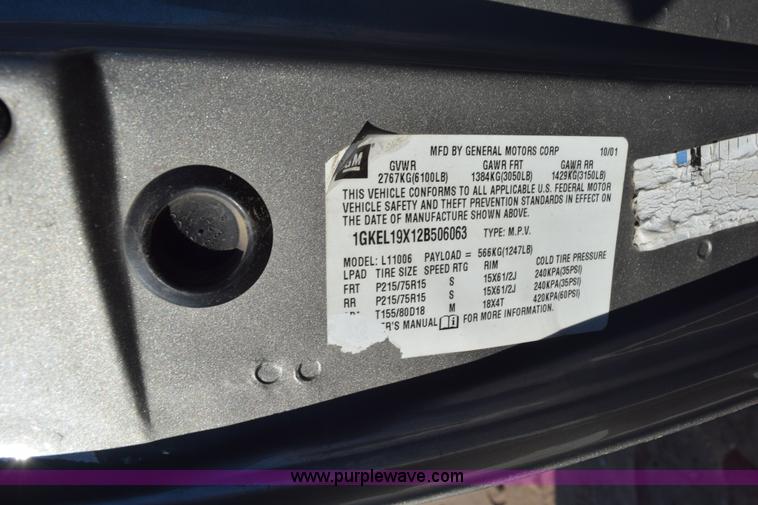 GM
MFD BY GENERAL MOTORS CORP 10/01
GVWR GAWR FRT GAWR RR
2767KG(6100LB) 1384KG(3050LB) 1429KG(3150LB)
THIS VEHICLE CONFORMS TO ALL APPLICABLE U.S. FEDERAL MOTOR
VEHICLE SAFETY AND THEFT PREVENTION STANDARDS IN EFFECT ON
THE DATE OF MANUFACTURE SHOWN ABOVE.
1GKEL19X12B506063 TYPE: M.P.V.
MODEL: L11006 PAYLOAD = 566KG(1247LB)
LPAD TIRE SIZE SPEED RTG RIM COLD TIRE PRESSURE
FRT P215/75R15 S 15X61/2J 240KPA(35PSI)
RR P215/75R15 S 15X61/2J 240KPA(35PSI)
T155/80D18 M 18X4T 420KPA(60PSI)
'S MANUAL FOR MORE INFORMATION.
www.purplewave.com